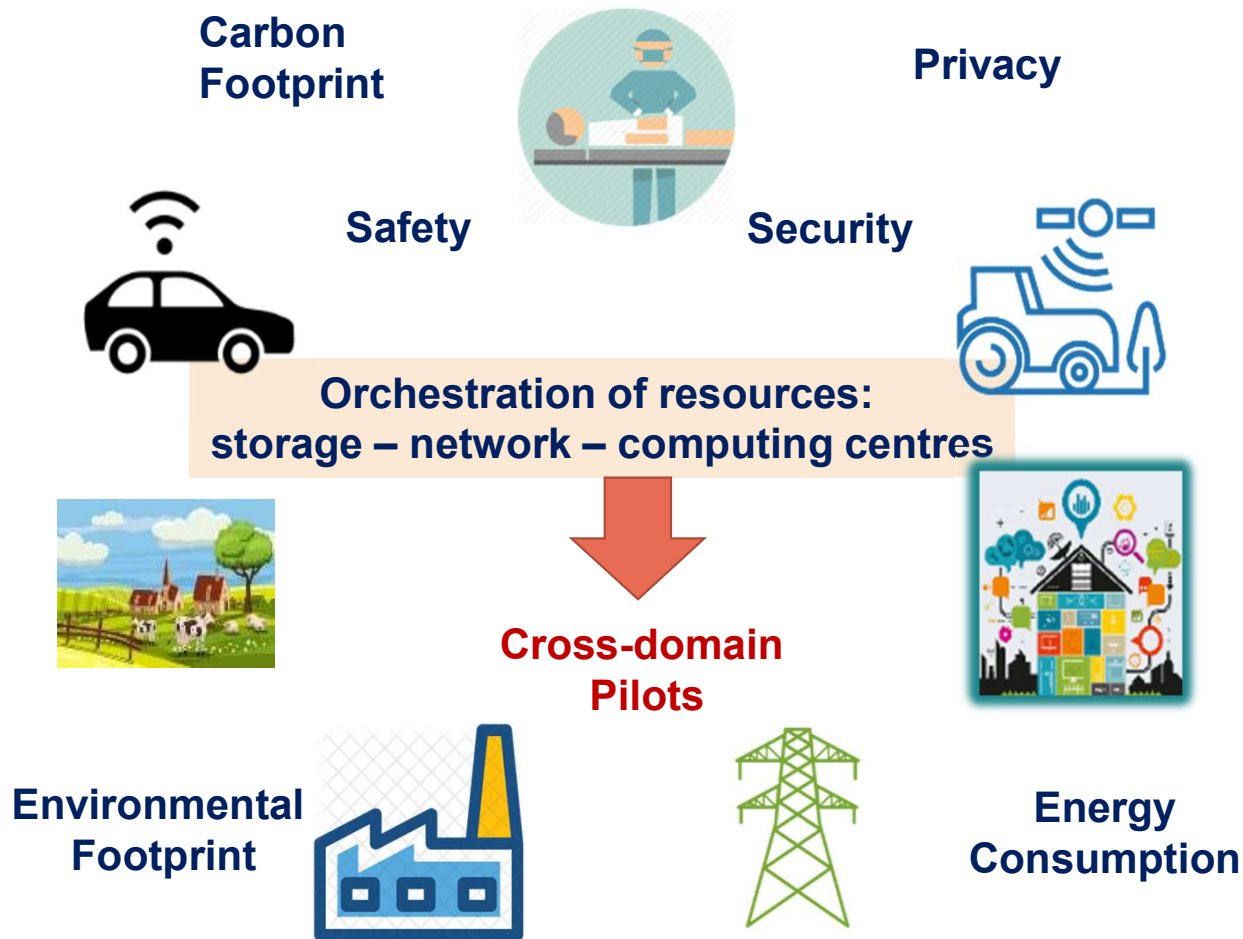 Carbon
Footprint
Privacy
Safety
Security
Orchestration of resources:
storage – network – computing centres
Cross-domain
Pilots
Environmental
Footprint
Energy
Consumption